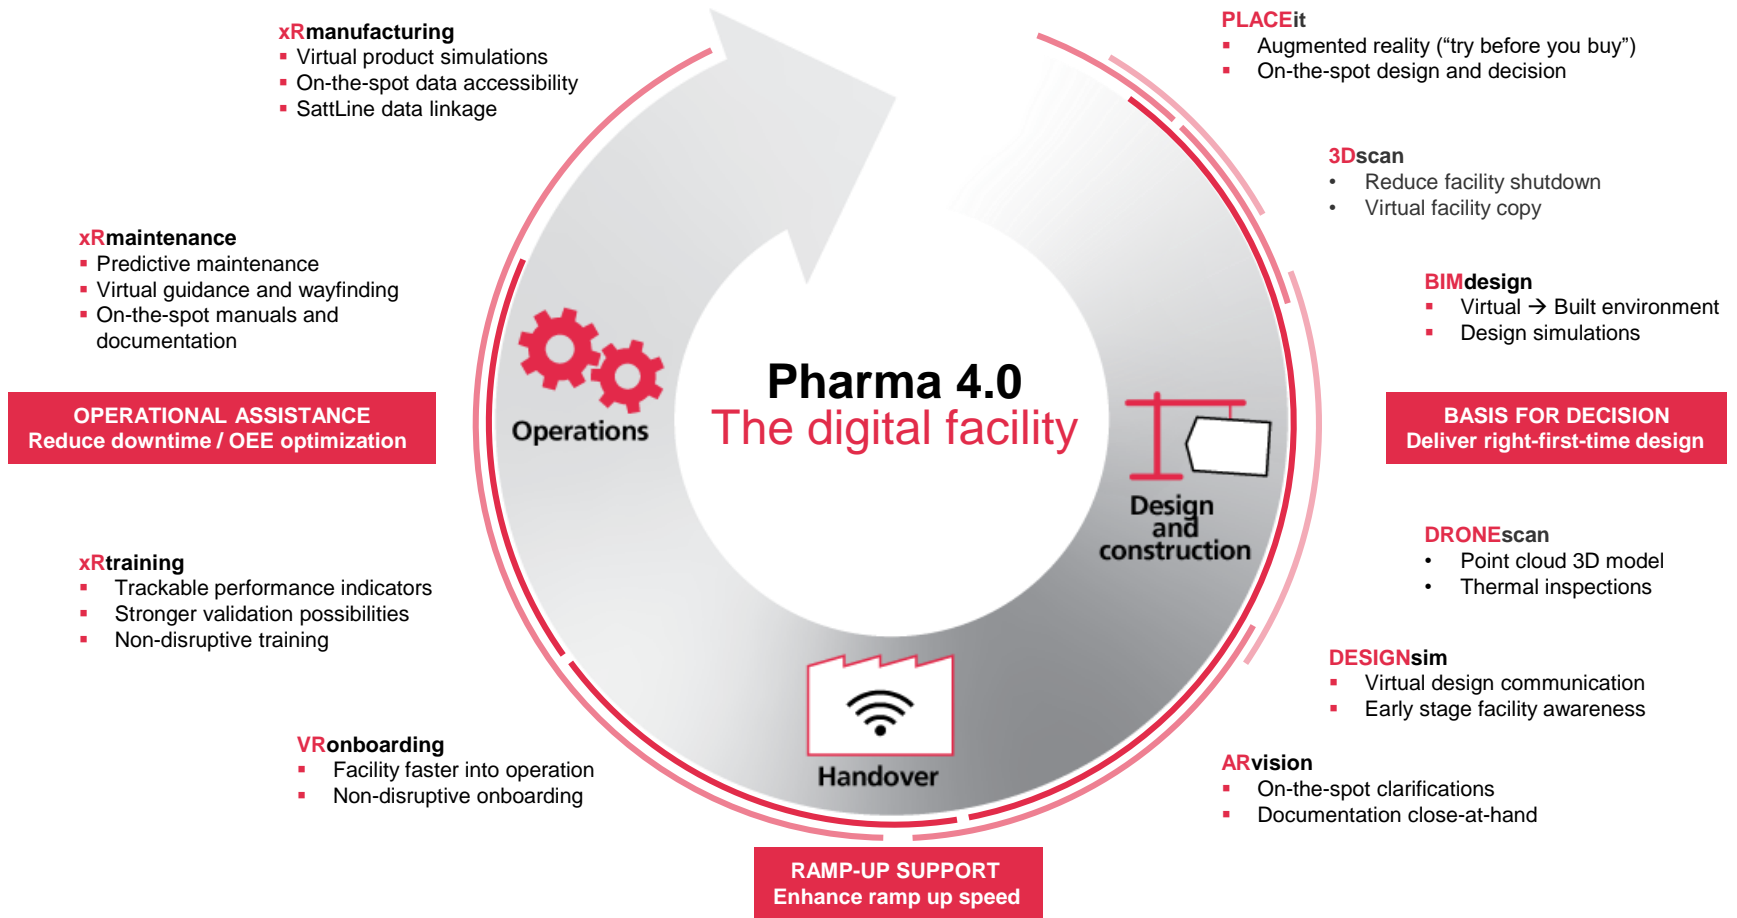 xRmanufacturing
▪ Virtual product simulations
▪ On-the-spot data accessibility
▪ SattLine data linkage
xRmaintenance
▪ Predictive maintenance
▪ Virtual guidance and wayfinding
▪ On-the-spot manuals and
documentation
OPERATIONAL ASSISTANCE
Reduce downtime / OEE optimization
xRtraining
▪ Trackable performance indicators
▪ Stronger validation possibilities
▪ Non-disruptive training
VRonboarding
▪ Facility faster into operation
▪ Non-disruptive onboarding
Pharma 4.0
The digital facility
Operations
Design
and
construction
Handover
RAMP-UP SUPPORT
Enhance ramp up speed
PLACEit
▪ Augmented reality (“try before you buy”)
▪ On-the-spot design and decision
3Dscan
• Reduce facility shutdown
• Virtual facility copy
BIMdesign
▪ Virtual → Built environment
▪ Design simulations
BASIS FOR DECISION
Deliver right-first-time design
DRONEscan
• Point cloud 3D model
• Thermal inspections
DESIGNsim
▪ Virtual design communication
▪ Early stage facility awareness
ARvision
▪ On-the-spot clarifications
▪ Documentation close-at-hand